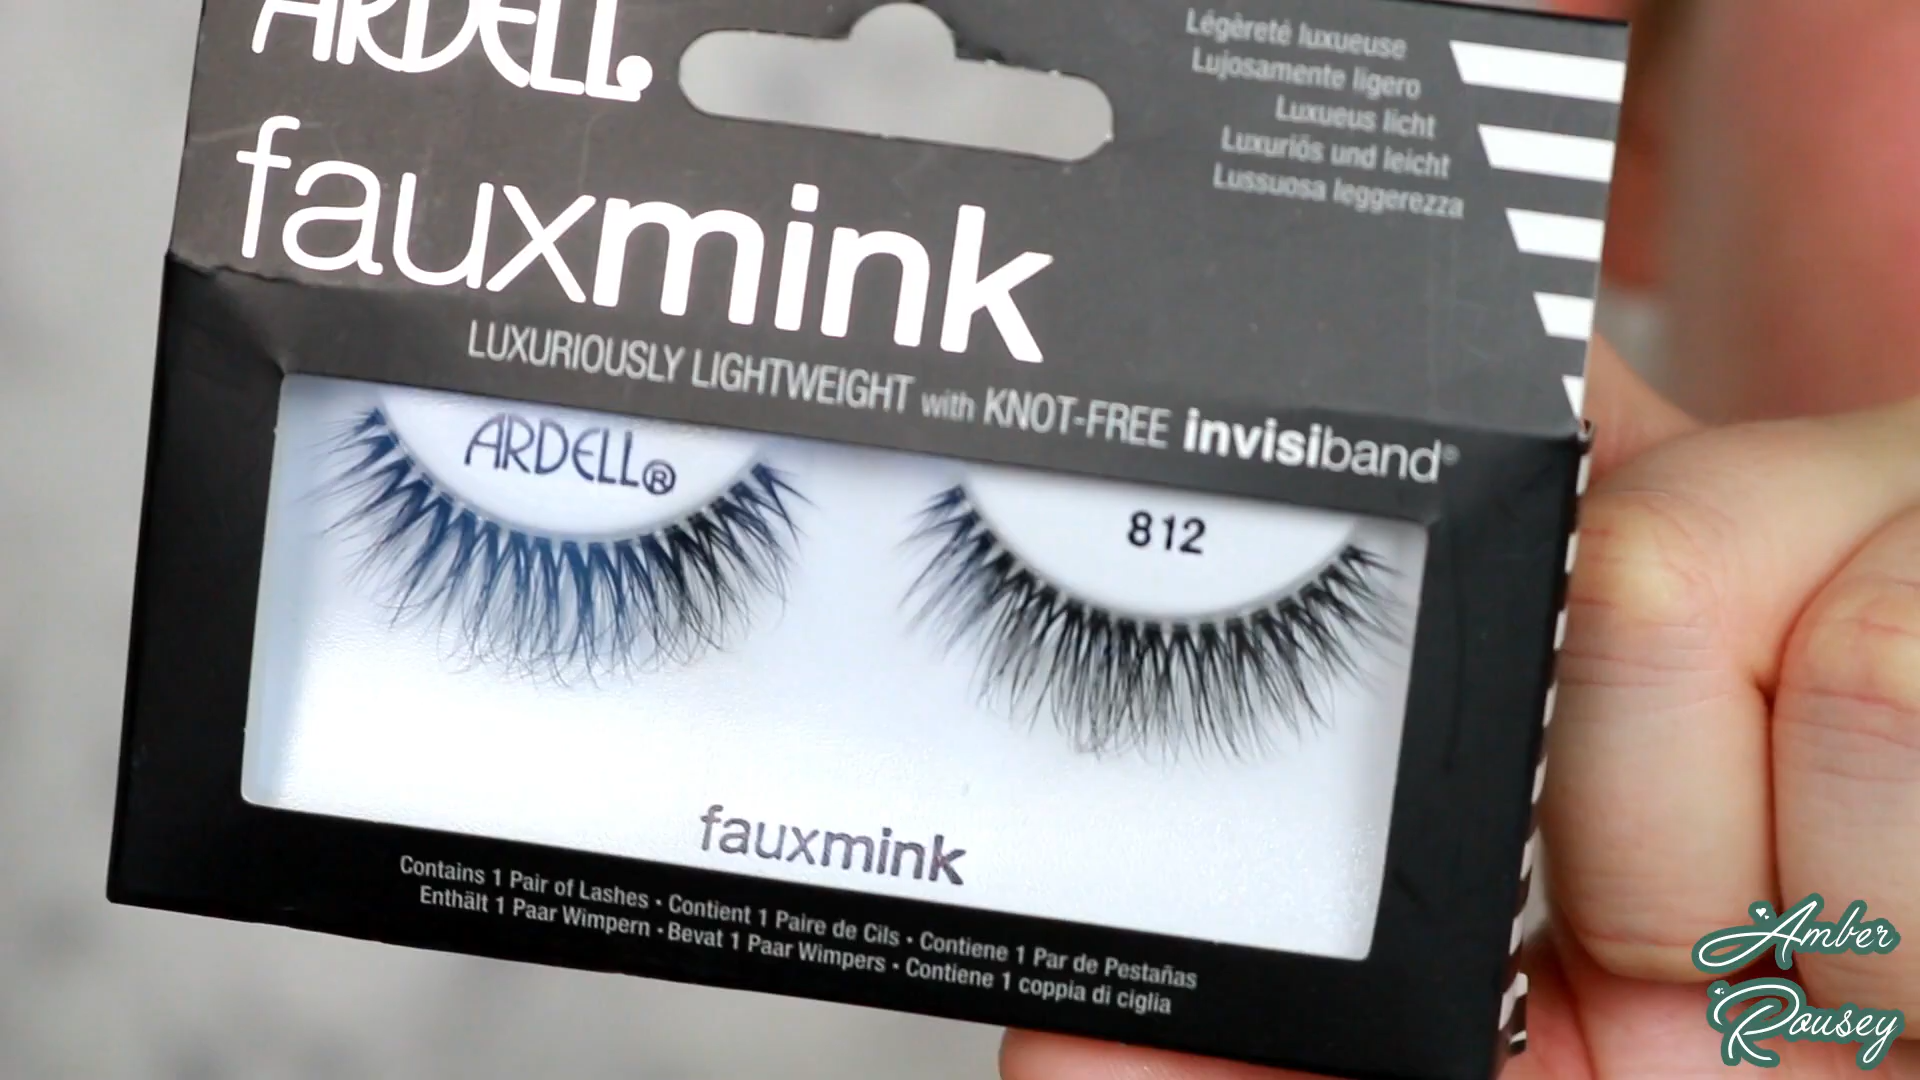 ARDELL
fauxmink
LUXURIOUSLY LIGHTWEIGHT with KNOT-FREE invisiband®
Légèreté luxueuse
Lujosamente ligero
Luxueus licht
Luxuriös und leicht
Lussuosa leggerezza
ARDELL®
812
fauxmink
Contains 1 Pair of Lashes • Contient 1 Paire de Cils • Contiene 1 Par de Pestañas
Enthält 1 Paar Wimpern • Bevat 1 Paar Wimpers • Contiene 1 coppia di ciglia
Amber
Rousey